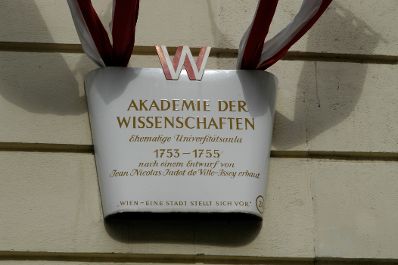 W
AKADEMIE DER
WISSENSCHAFTEN
Ehemalige Universitätsaula
1753-1755
nach einem Entwurf von
Jean Nicolas Jadot de Ville-Issey erbaut
„WIEN - EINE STADT STELLT SICH VOR"